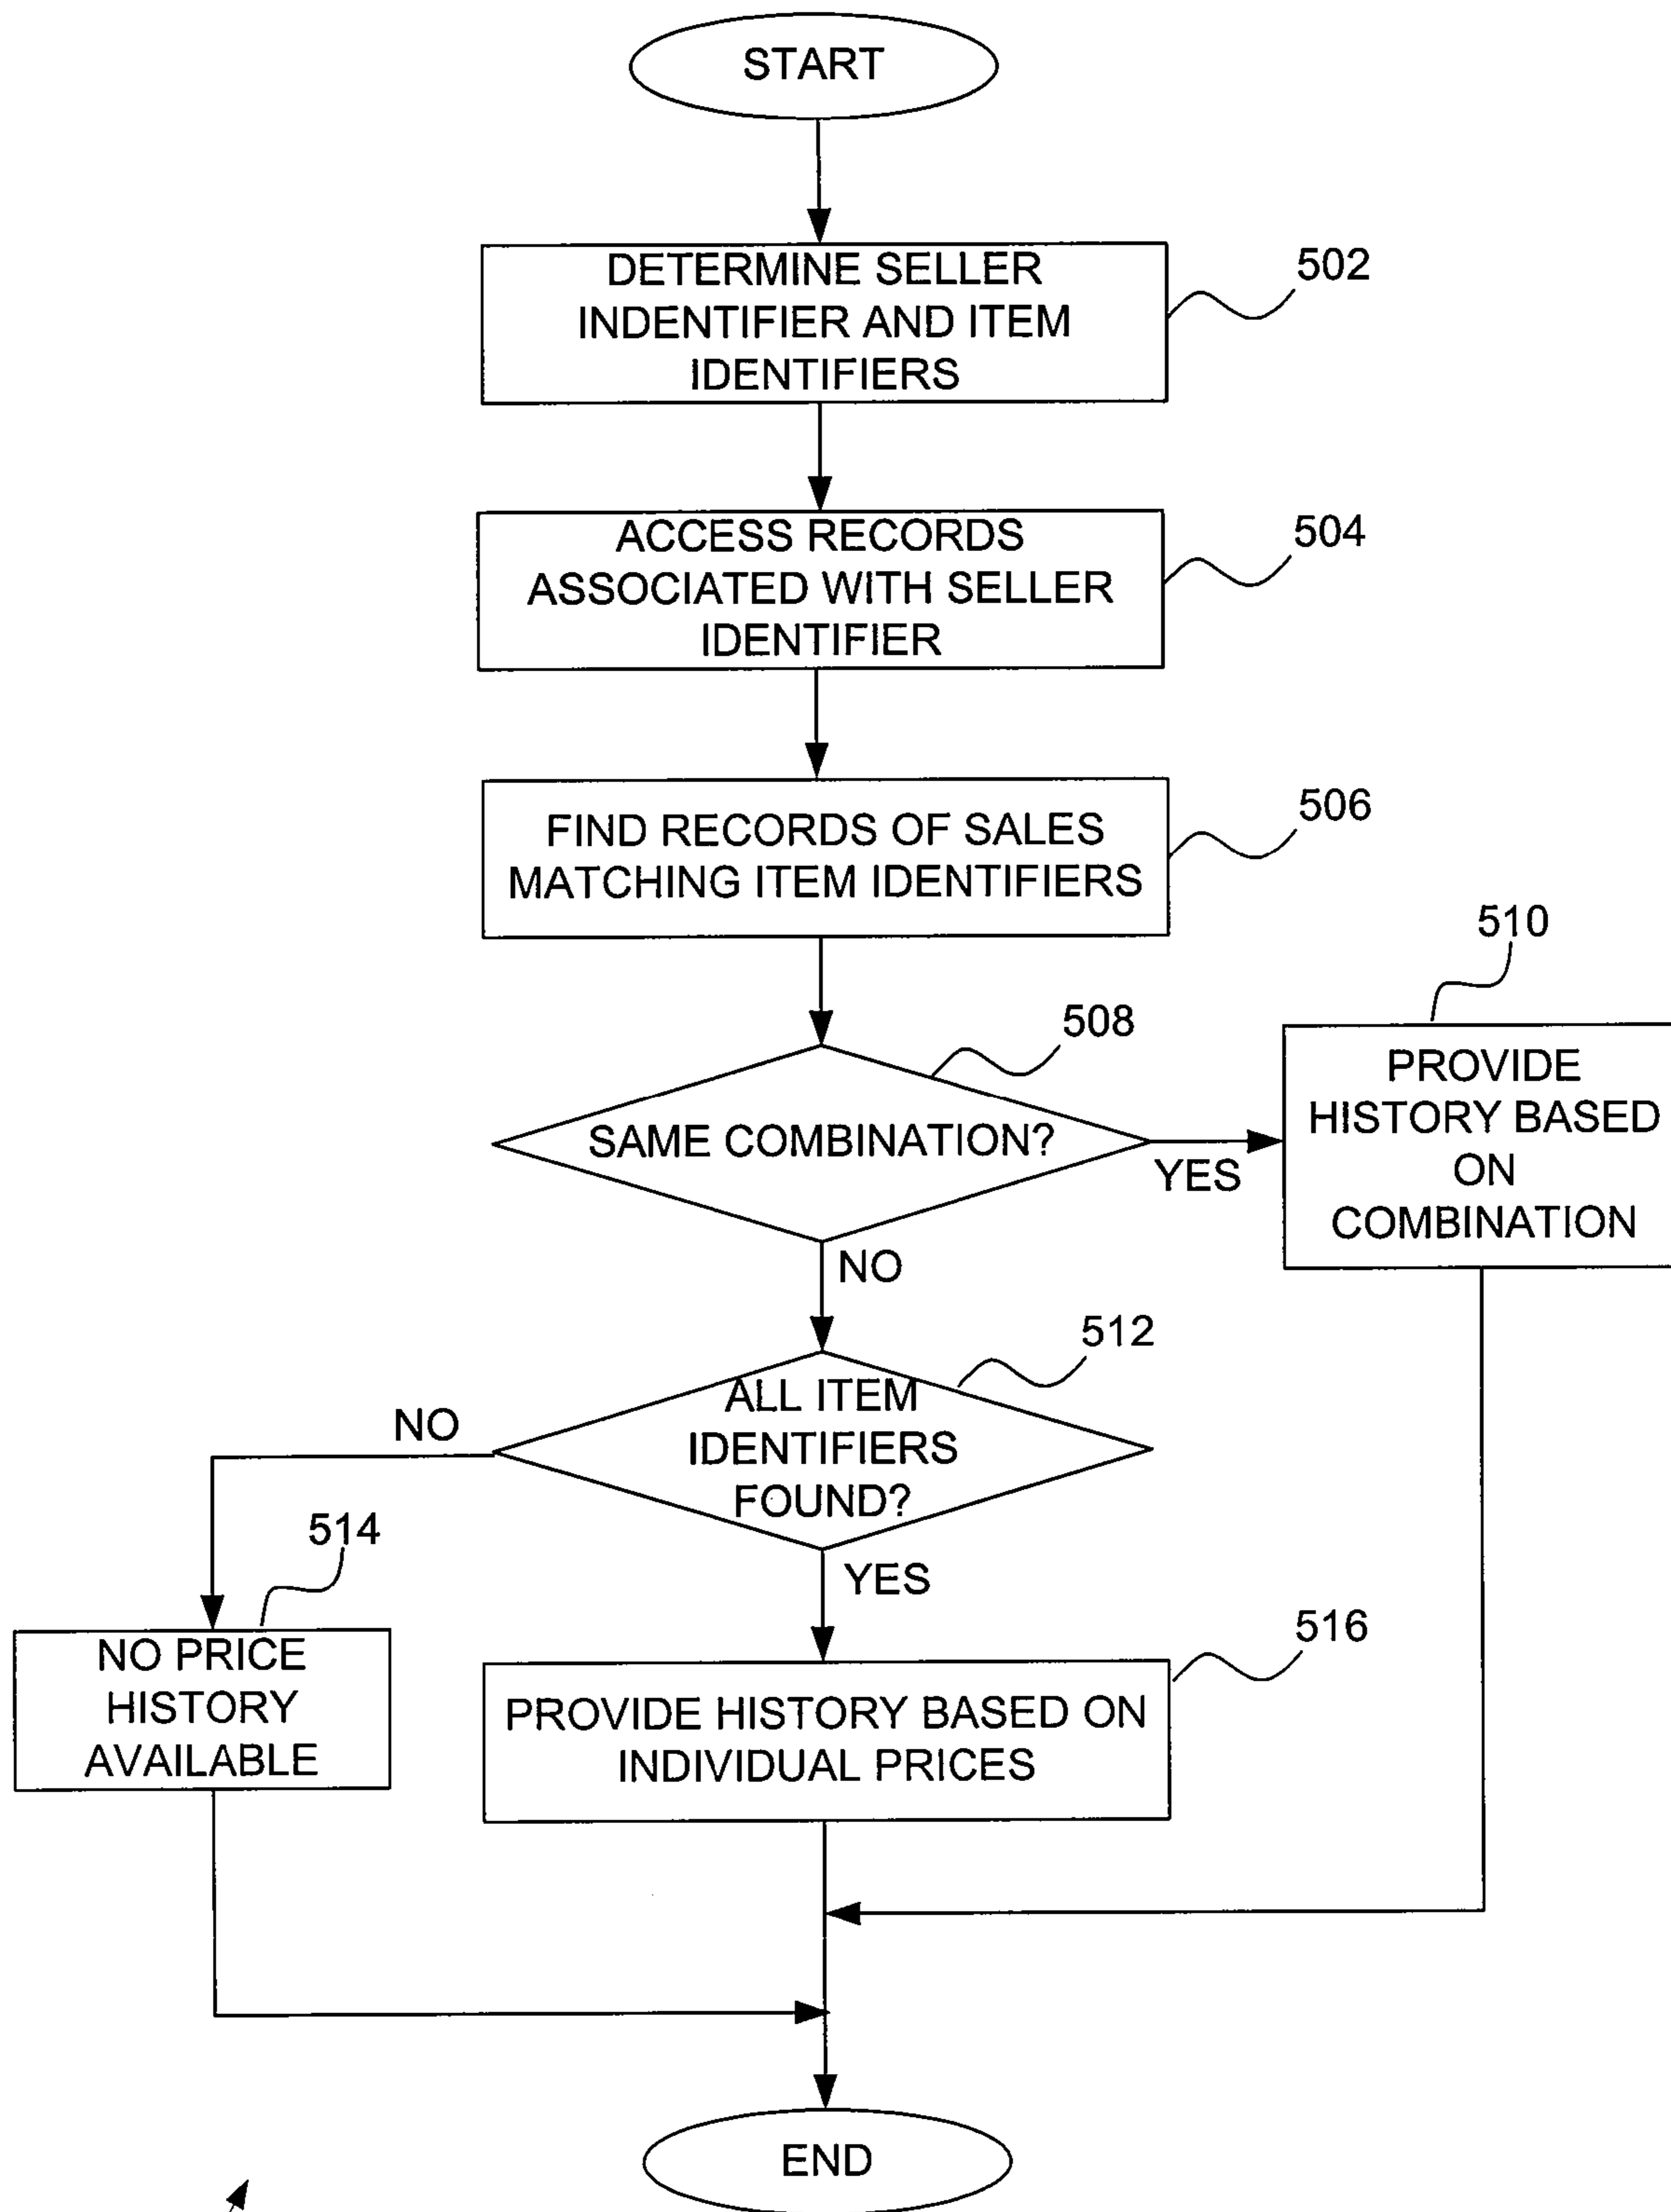 START
DETERMINE SELLER
INDENTIFIER AND ITEM
IDENTIFIERS
502
ACCESS RECORDS
ASSOCIATED WITH SELLER
IDENTIFIER
504
FIND RECORDS OF SALES
MATCHING ITEM IDENTIFIERS
506
508
SAME COMBINATION?
YES
510
PROVIDE
HISTORY BASED
ON
COMBINATION
NO
512
ALL ITEM
IDENTIFIERS
FOUND?
NO
YES
514
NO PRICE
HISTORY
AVAILABLE
516
PROVIDE HISTORY BASED ON
INDIVIDUAL PRICES
END